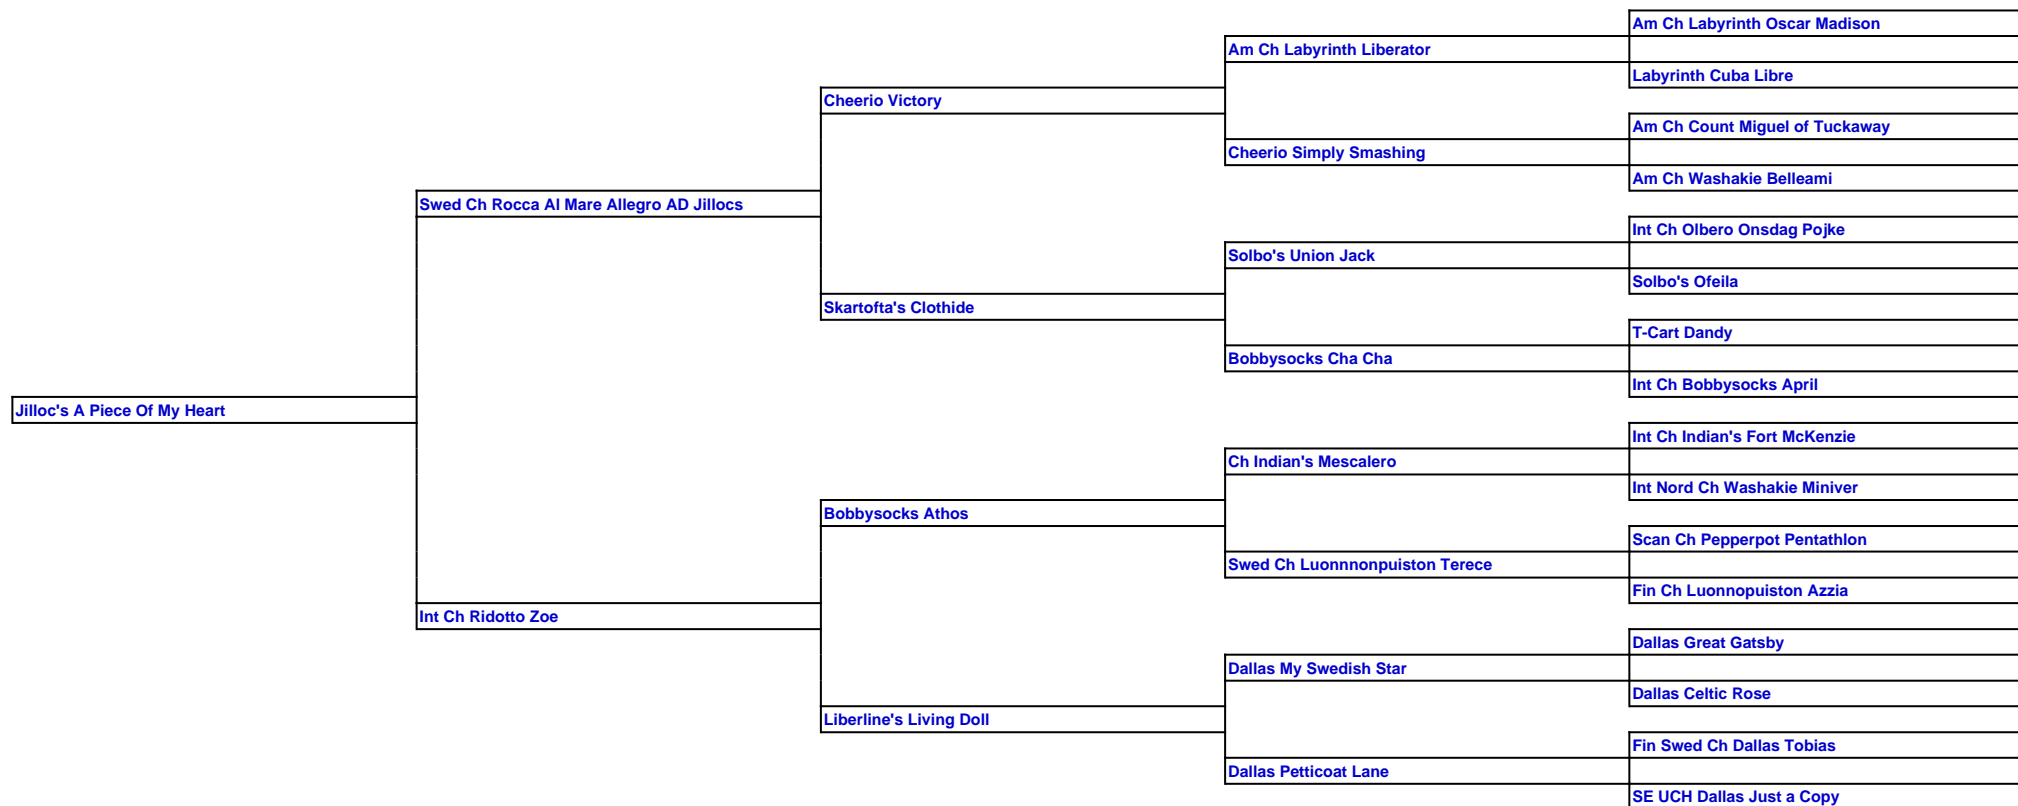 Am Ch Labyrinth Oscar Madison
Am Ch Labyrinth Liberator
Labyrinth Cuba Libre
Cheerio Victory
Am Ch Count Miguel of Tuckaway
Cheerio Simply Smashing
Am Ch Washakie Belleami
Swed Ch Rocca Al Mare Allegro AD Jillocs
Int Ch Olbero Onsdag Pojke
Solbo's Union Jack
Solbo's Ofeila
Skartofta's Clothide
T-Cart Dandy
Bobbysocks Cha Cha
Int Ch Bobbysocks April
Jilloc's A Piece Of My Heart
Int Ch Indian's Fort McKenzie
Ch Indian's Mescalero
Int Nord Ch Washakie Miniver
Bobbysocks Athos
Scan Ch Pepperpot Pentathlon
Swed Ch Luonnnonpuiston Terece
Fin Ch Luonnopuiston Azzia
Int Ch Ridotto Zoe
Dallas Great Gatsby
Dallas My Swedish Star
Dallas Celtic Rose
Liberline's Living Doll
Fin Swed Ch Dallas Tobias
Dallas Petticoat Lane
SE UCH Dallas Just a Copy